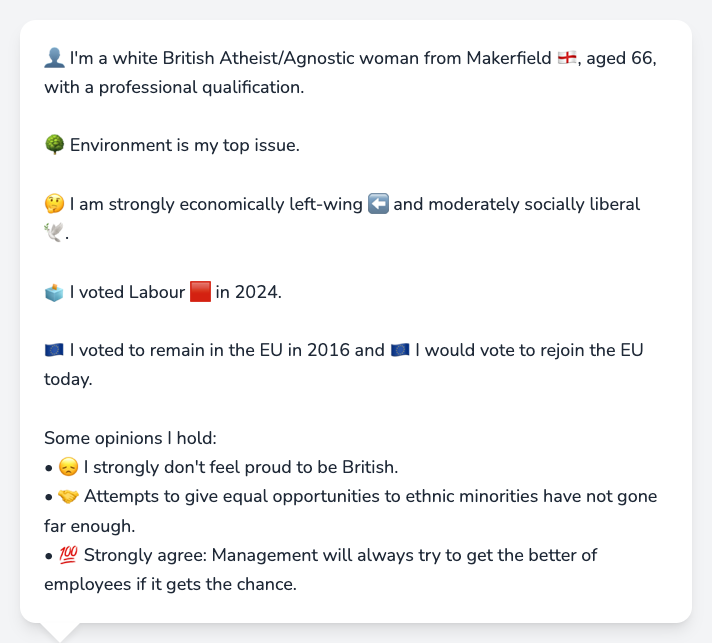 👤 I'm a white British Atheist/Agnostic woman from Makerfield 🏴󠁧󠁢󠁥󠁮󠁧󠁿, aged 66,
with a professional qualification.
🌳 Environment is my top issue.
🤔 I am strongly economically left-wing ⬅️ and moderately socially liberal
🕊️.
🗳️ I voted Labour 🟥 in 2024.
🇪🇺 I voted to remain in the EU in 2016 and 🇪🇺 I would vote to rejoin the EU
today.
Some opinions I hold:
• 😞 I strongly don't feel proud to be British.
• 🤝 Attempts to give equal opportunities to ethnic minorities have not gone
far enough.
• 💯 Strongly agree: Management will always try to get the better of
employees if it gets the chance.